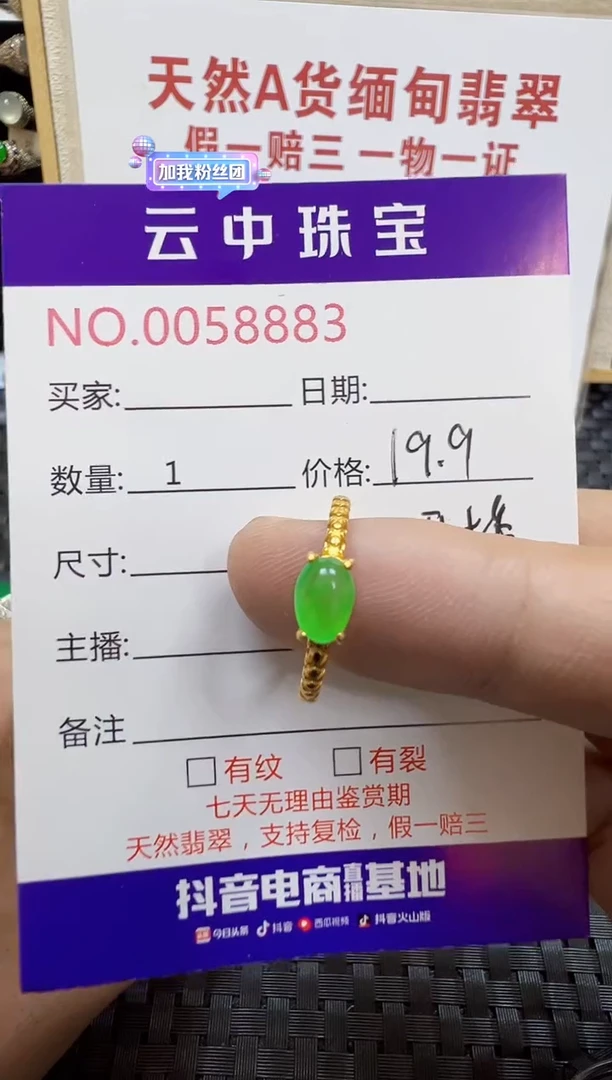 天然A货缅甸翡翠
假一赔三 一物一证
加我粉丝团
云中珠宝
NO.0058883
买家: 日期:
数量: 1 价格: 19.9
尺寸:
主播:
备注
有纹 有裂
七天无理由鉴赏期
天然翡翠，支持复检，假一赔三
抖音电商直播基地
今日头条 抖音 西瓜视频 抖音火山版